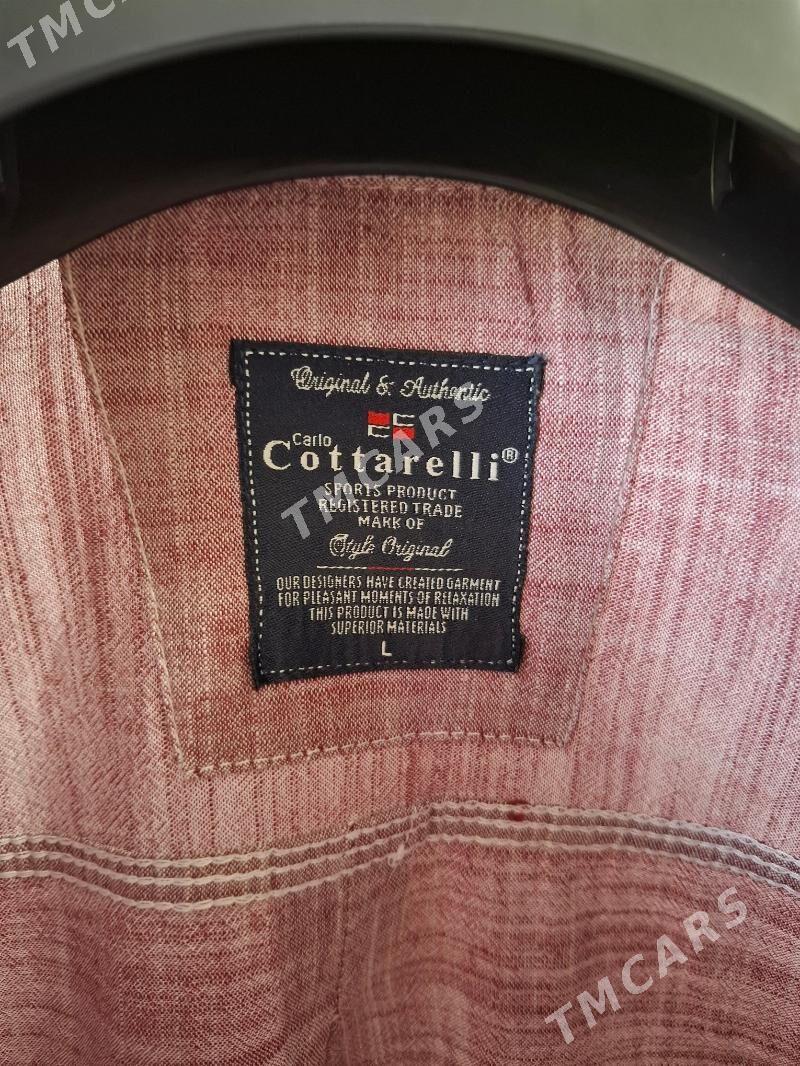 TMCARS
Original & Authentic
Carlo
Cottarelli®
SPORTS PRODUCT
REGISTERED TRADE
MARK OF
Style Original
OUR DESIGNERS HAVE CREATED GARMENT
FOR PLEASANT MOMENTS OF RELAXATION
THIS PRODUCT IS MADE WITH
SUPERIOR MATERIALS
L
TMCARS
TMCARS